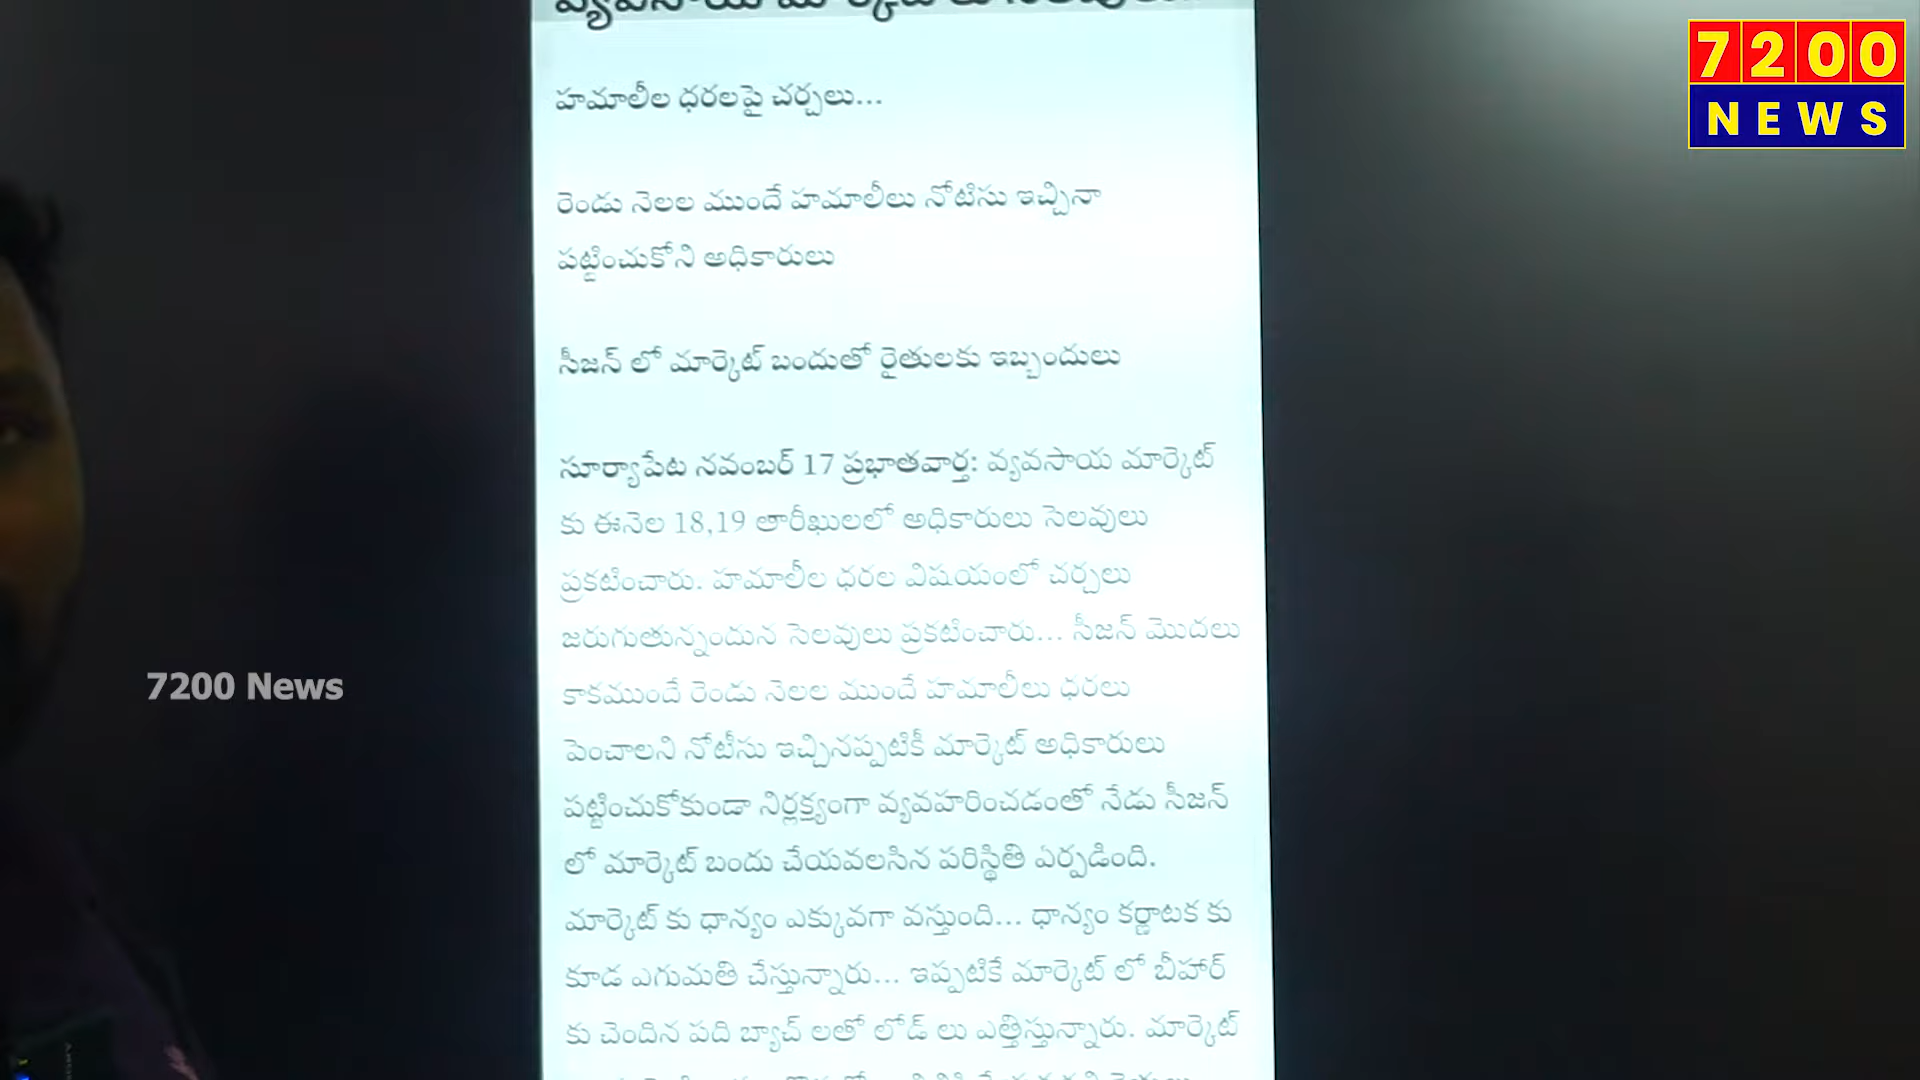 హమాలీల ధరలపై చర్చలు...
రెండు నెలల ముందే హమాలీలు నోటిసు ఇచ్చినా
పట్టించుకోని అధికారులు
సీజన్ లో మార్కెట్ బందుతో రైతులకు ఇబ్బందులు
సూర్యాపేట నవంబర్ 17 ప్రభాతవార్త: వ్యవసాయ మార్కెట్
కు ఈనెల 18,19 తారీఖులలో అధికారులు సెలవులు
ప్రకటించారు. హమాలీల ధరల విషయంలో చర్చలు
జరుగుతున్నందున సెలవులు ప్రకటించారు... సీజన్ మొదలు
కాకముందే రెండు నెలల ముందే హమాలీలు ధరలు
పెంచాలని నోటీసు ఇచ్చినప్పటికీ మార్కెట్ అధికారులు
పట్టించుకోకుండా నిర్లక్ష్యంగా వ్యవహరించడంతో నేడు సీజన్
లో మార్కెట్ బందు చేయవలసిన పరిస్థితి ఏర్పడింది.
మార్కెట్ కు ధాన్యం ఎక్కువగా వస్తుంది... ధాన్యం కర్ణాటక కు
కూడ ఎగుమతి చేస్తున్నారు... ఇప్పటికే మార్కెట్ లో బీహార్
కు చెందిన పది బ్యాచ్ లతో లోడ్ లు ఎత్తిస్తున్నారు. మార్కెట్
7200
NEWS
7200 News